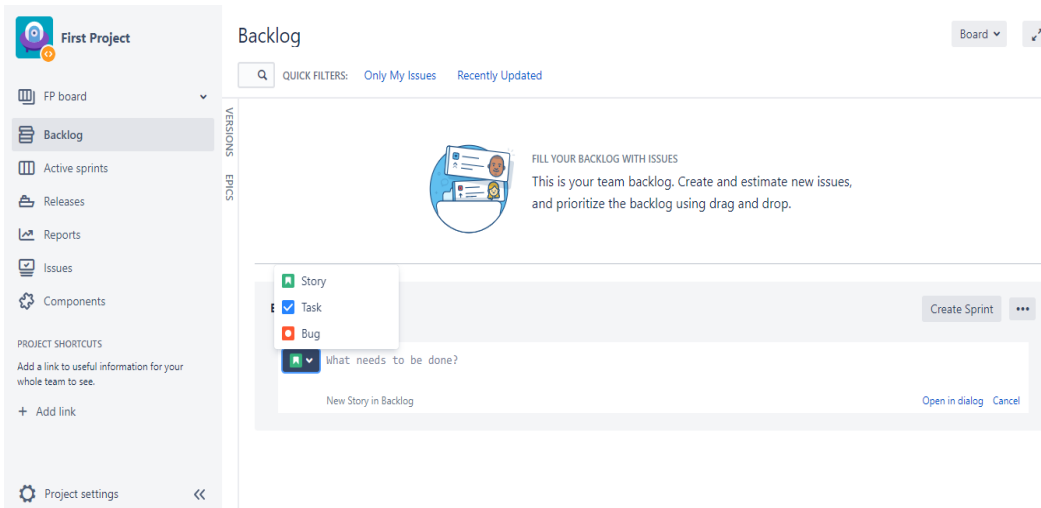 First Project
FP board
Backlog
Active sprints
Releases
Reports
Issues
Components
PROJECT SHORTCUTS
Add a link to useful information for your
whole team to see.
+ Add link
Project settings
Backlog
Board
QUICK FILTERS: Only My Issues Recently Updated
VERSIONS
EPICS
FILL YOUR BACKLOG WITH ISSUES
This is your team backlog. Create and estimate new issues,
and prioritize the backlog using drag and drop.
Story
Task
Bug
Create Sprint
What needs to be done?
New Story in Backlog
Open in dialog Cancel